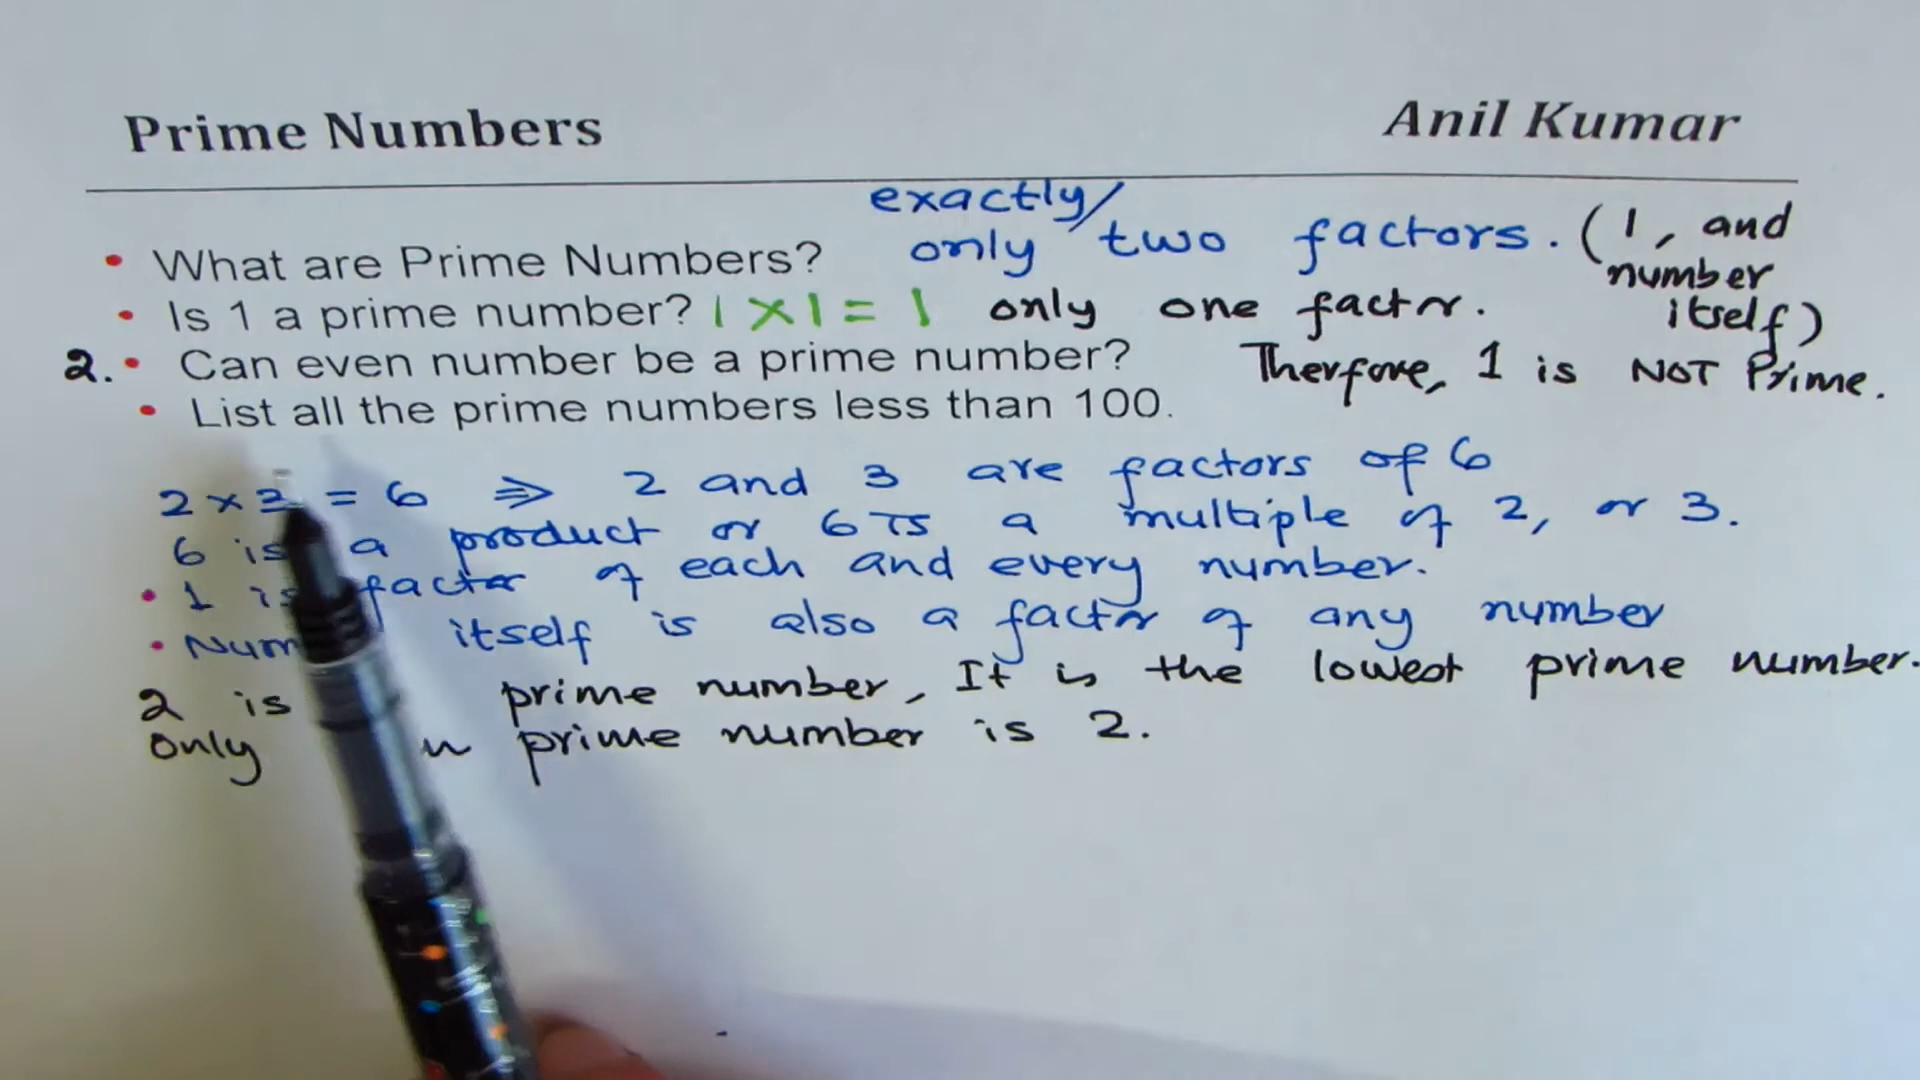 Prime Numbers
Anil Kumar
exactly/
• What are Prime Numbers? only two factors. (1, and
number
itself)
• Is 1 a prime number? 1 × 1 = 1 only one factr.
2. • Can even number be a prime number? Therfore, 1 is NOT Prime.
• List all the prime numbers less than 100.
2 × 3 = 6 ⇒ 2 and 3 are factors of 6
6 is a product or 6 is a multiple of 2, or 3.
• 1 is factor of each and every number.
• Num itself is also a factr of any number
2 is prime number, It is the lowest prime number.
Only prime number is 2.